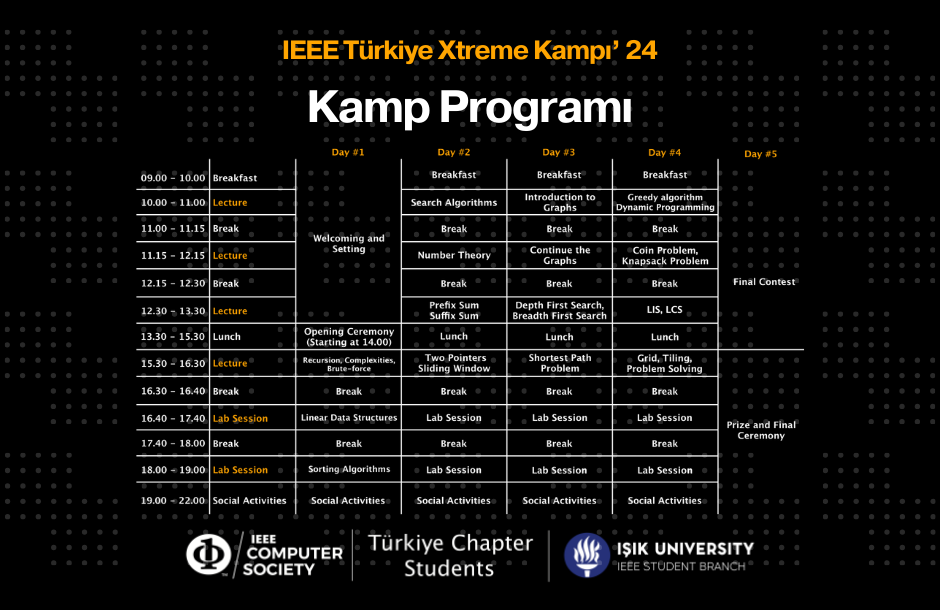 IEEE Türkiye Xtreme Kampı’ 24
Kamp Programı
Day #1 Day #2 Day #3 Day #4 Day #5
09.00 – 10.00 Breakfast Breakfast Breakfast Breakfast
10.00 – 11.00 Lecture Search Algorithms Introduction to Graphs Greedy algorithm Dynamic Programming
11.00 – 11.15 Break Break Break Break
Welcoming and Setting
11.15 – 12.15 Lecture Number Theory Continue the Graphs Coin Problem, Knapsack Problem
12.15 – 12.30 Break Break Break Break
Final Contest
12.30 – 13.30 Lecture Prefix Sum Suffix Sum Depth First Search, Breadth First Search LIS, LCS
13.30 – 15.30 Lunch Opening Ceremony (Starting at 14.00) Lunch Lunch Lunch
15.30 – 16.30 Lecture Recursion, Complexities, Brute-force Two Pointers Sliding Window Shortest Path Problem Grid, Tiling, Problem Solving
16.30 – 16.40 Break Break Break Break Break
16.40 – 17.40 Lab Session Linear Data Structures Lab Session Lab Session Lab Session
Prize and Final Ceremony
17.40 – 18.00 Break Break Break Break Break
18.00 – 19.00 Lab Session Sorting Algorithms Lab Session Lab Session Lab Session
19.00 – 22.00 Social Activities Social Activities Social Activities Social Activities Social Activities
IEEE
COMPUTER
SOCIETY
Türkiye Chapter
Students
IŞIK UNIVERSITY
IEEE STUDENT BRANCH